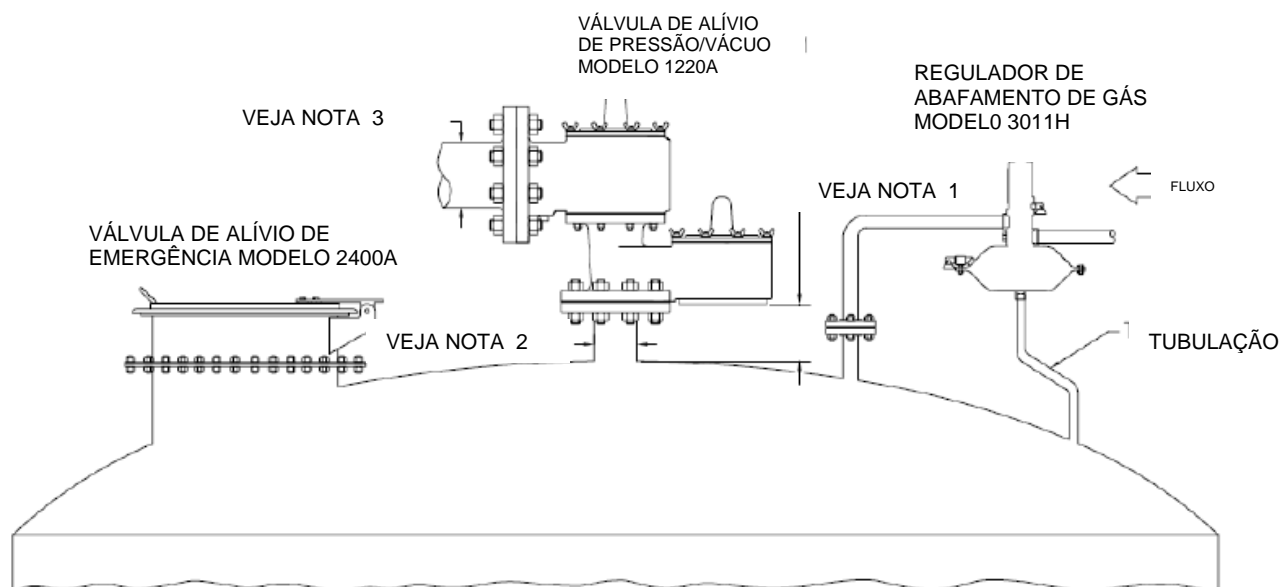 VÁLVULA DE ALÍVIO
DE PRESSÃO/VÁCUO
MODELO 1220A
REGULADOR DE
ABAFAMENTO DE GÁS
MODEL0 3011H
VEJA NOTA 3
VEJA NOTA 1
FLUXO
VÁLVULA DE ALÍVIO DE
EMERGÊNCIA MODELO 2400A
VEJA NOTA 2
TUBULAÇÃO